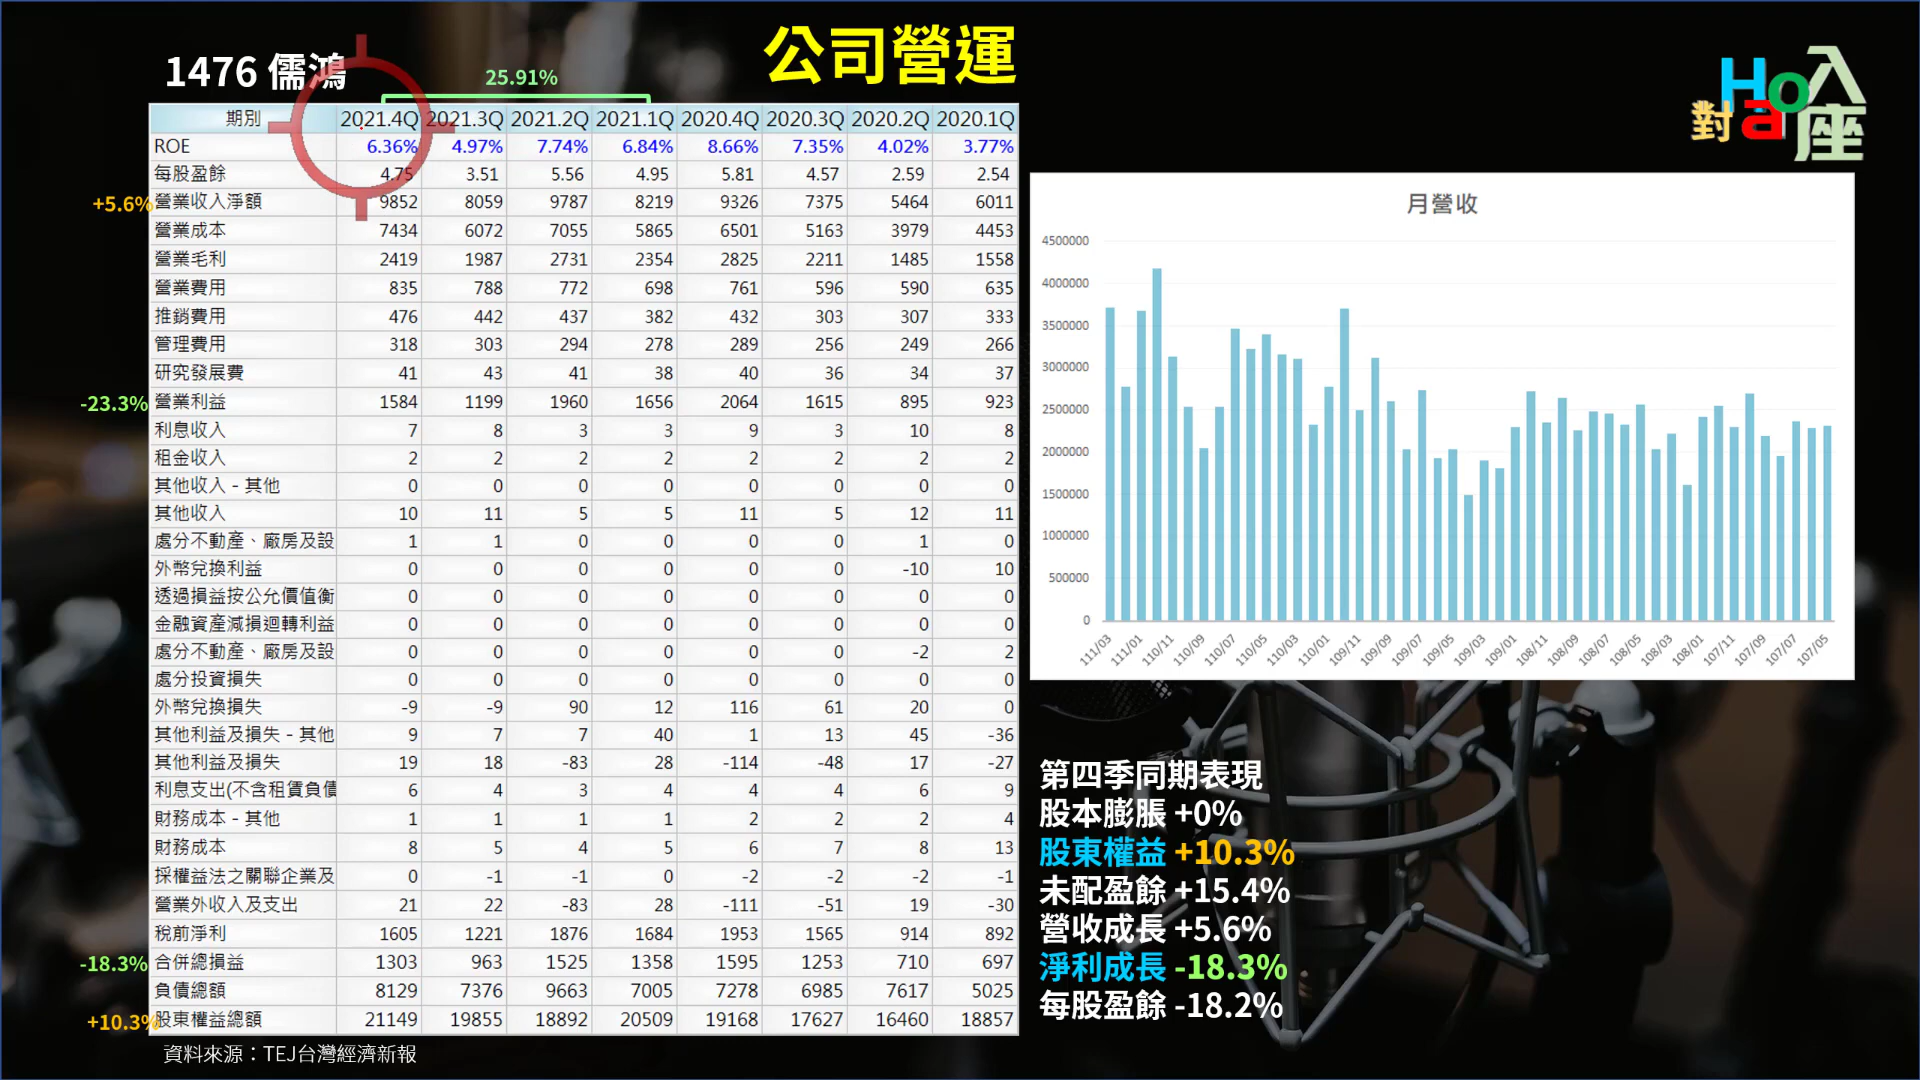 公司營運
1476 儒鴻
25.91%
對Hao入座
期別 2021.4Q 2021.3Q 2021.2Q 2021.1Q 2020.4Q 2020.3Q 2020.2Q 2020.1Q
ROE 6.36% 4.97% 7.74% 6.84% 8.66% 7.35% 4.02% 3.77%
每股盈餘 4.75 3.51 5.56 4.95 5.81 4.57 2.59 2.54
+5.6% 營業收入淨額 9852 8059 9787 8219 9326 7375 5464 6011
營業成本 7434 6072 7055 5865 6501 5163 3979 4453
營業毛利 2419 1987 2731 2354 2825 2211 1485 1558
營業費用 835 788 772 698 761 596 590 635
推銷費用 476 442 437 382 432 303 307 333
管理費用 318 303 294 278 289 256 249 266
研究發展費 41 43 41 38 40 36 34 37
-23.3% 營業利益 1584 1199 1960 1656 2064 1615 895 923
利息收入 7 8 3 3 9 3 10 8
租金收入 2 2 2 2 2 2 2 2
其他收入－其他 0 0 0 0 0 0 0 0
其他收入 10 11 5 5 11 5 12 11
處分不動產、廠房及設 1 1 0 0 0 0 1 0
外幣兌換利益 0 0 0 0 0 0 -10 10
透過損益按公允價值衡 0 0 0 0 0 0 0 0
金融資產減損迴轉利益 0 0 0 0 0 0 0 0
處分不動產、廠房及設 0 0 0 0 0 0 -2 2
處分投資損失 0 0 0 0 0 0 0 0
外幣兌換損失 -9 -9 90 12 116 61 20 0
其他利益及損失－其他 9 7 7 40 1 13 45 -36
其他利益及損失 19 18 -83 28 -114 -48 17 -27
利息支出(不含租賃負債 6 4 3 4 4 4 6 9
財務成本－其他 1 1 1 1 2 2 2 4
財務成本 8 5 4 5 6 7 8 13
採權益法之關聯企業及 0 -1 -1 0 -2 -2 -2 -1
營業外收入及支出 21 22 -83 28 -111 -51 19 -30
稅前淨利 1605 1221 1876 1684 1953 1565 914 892
-18.3% 合併總損益 1303 963 1525 1358 1595 1253 710 697
負債總額 8129 7376 9663 7005 7278 6985 7617 5025
+10.3% 股東權益總額 21149 19855 18892 20509 19168 17627 16460 18857
資料來源：TEJ台灣經濟新報
月營收
4500000
4000000
3500000
3000000
2500000
2000000
1500000
1000000
500000
0
111/03 111/01 110/11 110/09 110/07 110/05 110/03 110/01 109/11 109/09 109/07 109/05 109/03 109/01 108/11 108/09 108/07 108/05 108/03 108/01 107/11 107/09 107/07 107/05
第四季同期表現
股本膨脹 +0%
股東權益 +10.3%
未配盈餘 +15.4%
營收成長 +5.6%
淨利成長 -18.3%
每股盈餘 -18.2%